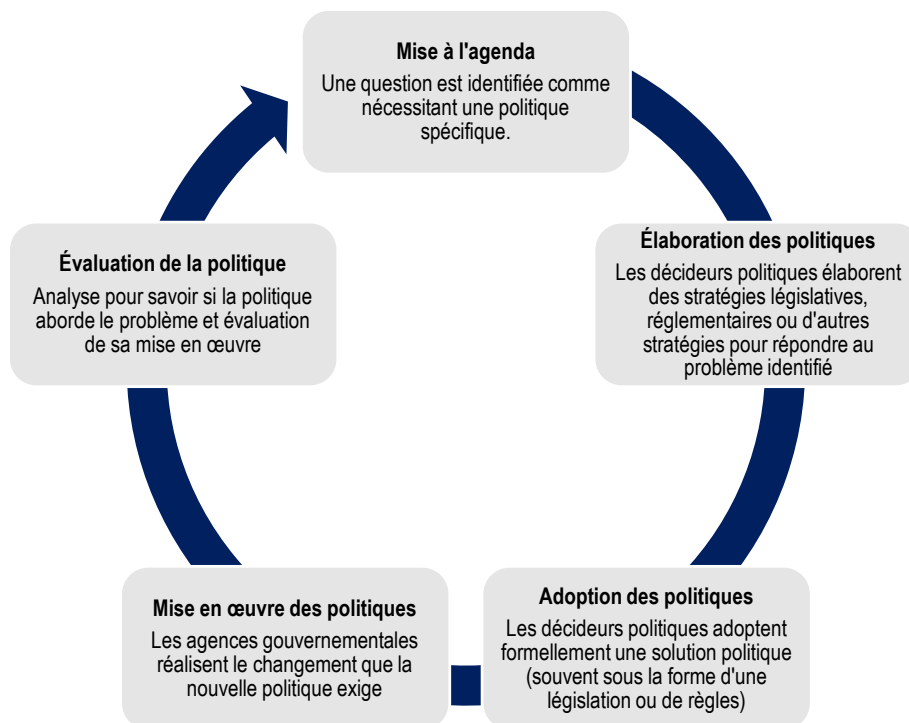 Mise à l'agenda
Une question est identifiée comme
nécessitant une politique
spécifique.
Élaboration des politiques
Les décideurs politiques élaborent
des stratégies législatives,
réglementaires ou d'autres
stratégies pour répondre au
problème identifié
Adoption des politiques
Les décideurs politiques adoptent
formellement une solution politique
(souvent sous la forme d'une
législation ou de règles)
Mise en œuvre des politiques
Les agences gouvernementales
réalisent le changement que la
nouvelle politique exige
Évaluation de la politique
Analyse pour savoir si la politique
aborde le problème et évaluation
de sa mise en œuvre